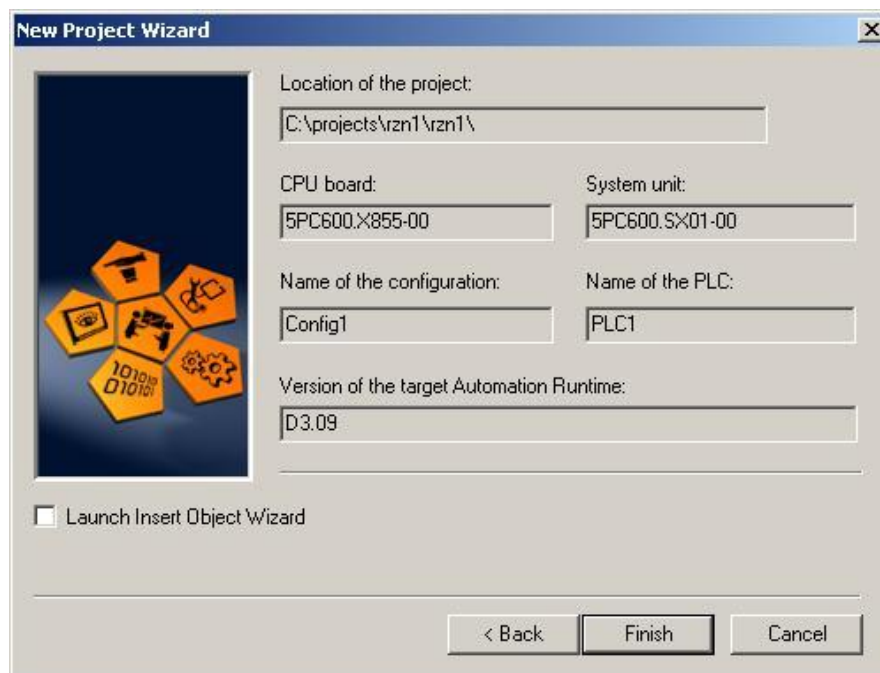 New Project Wizard
Location of the project:
C:\projects\rzn1\rzn1\
CPU board:
System unit:
5PC600.X855-00
5PC600.SX01-00
Name of the configuration:
Name of the PLC:
Config1
PLC1
Version of the target Automation Runtime:
D3.09
101010
010101
Launch Insert Object Wizard
< Back
Finish
Cancel